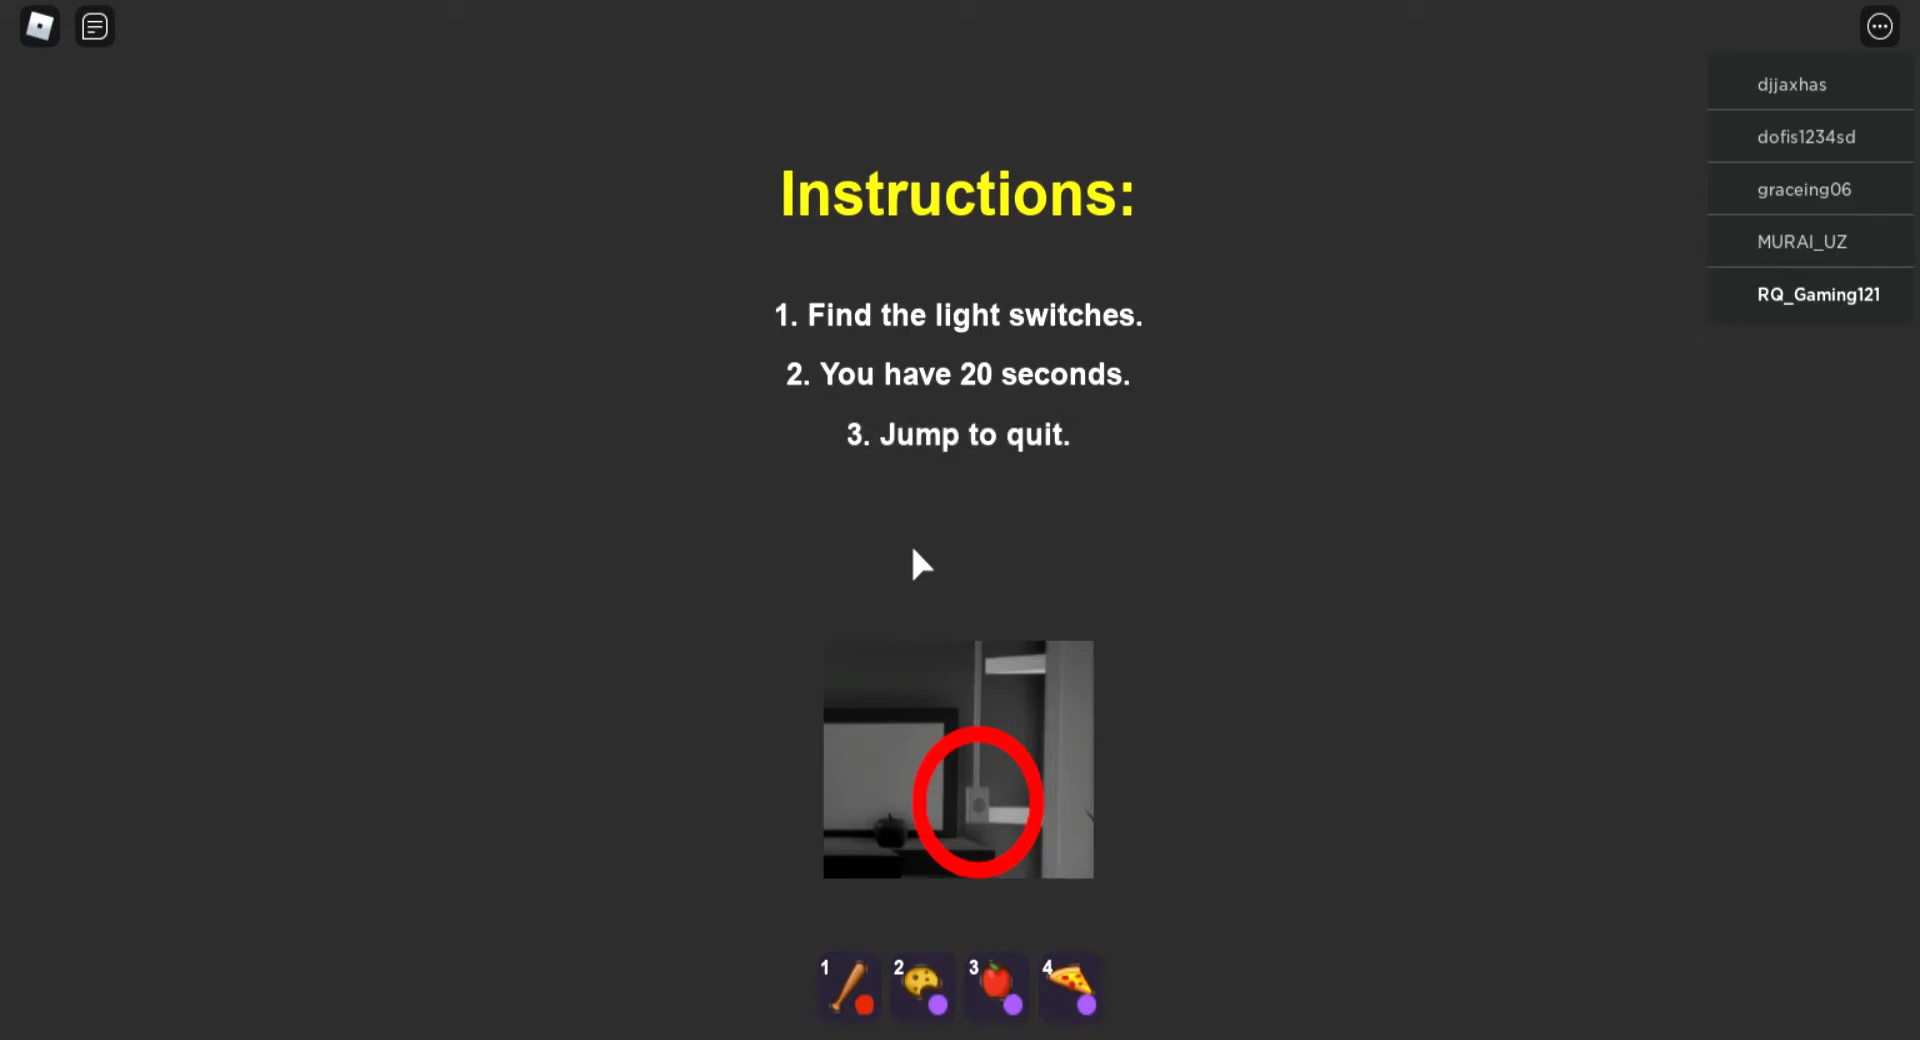 djjaxhas
dofis1234sd
graceing06
MURAI_UZ
RQ_Gaming121
Instructions:
1. Find the light switches.
2. You have 20 seconds.
3. Jump to quit.
1 2 3 4